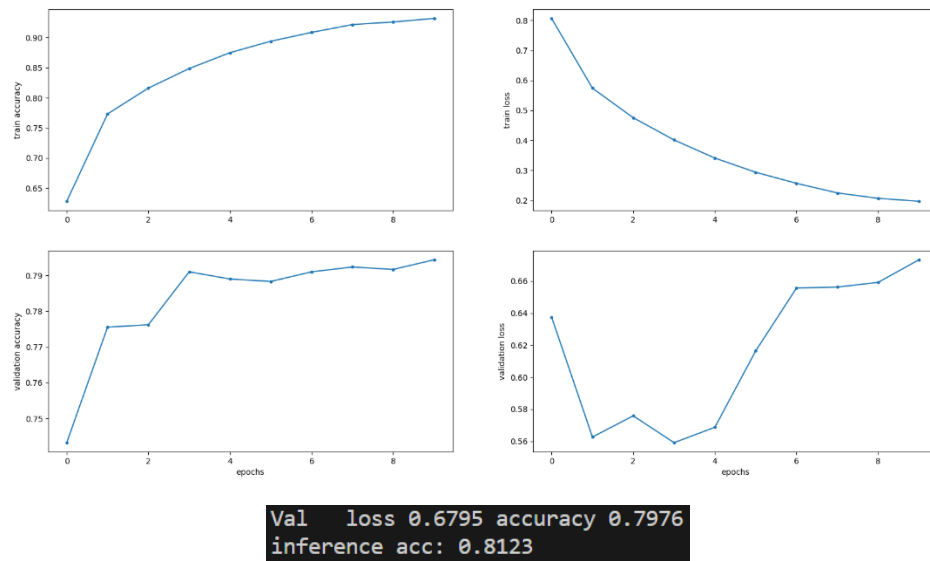 0.90
0.85
0.80
0.75
0.70
0.65
train accuracy
0 2 4 6 8
0.8
0.7
0.6
0.5
0.4
0.3
0.2
train loss
0 2 4 6 8
0.79
0.78
0.77
0.76
0.75
validation accuracy
0 2 4 6 8
epochs
0.66
0.64
0.62
0.60
0.58
0.56
validation loss
0 2 4 6 8
epochs
Val   loss 0.6795 accuracy 0.7976
inference acc: 0.8123